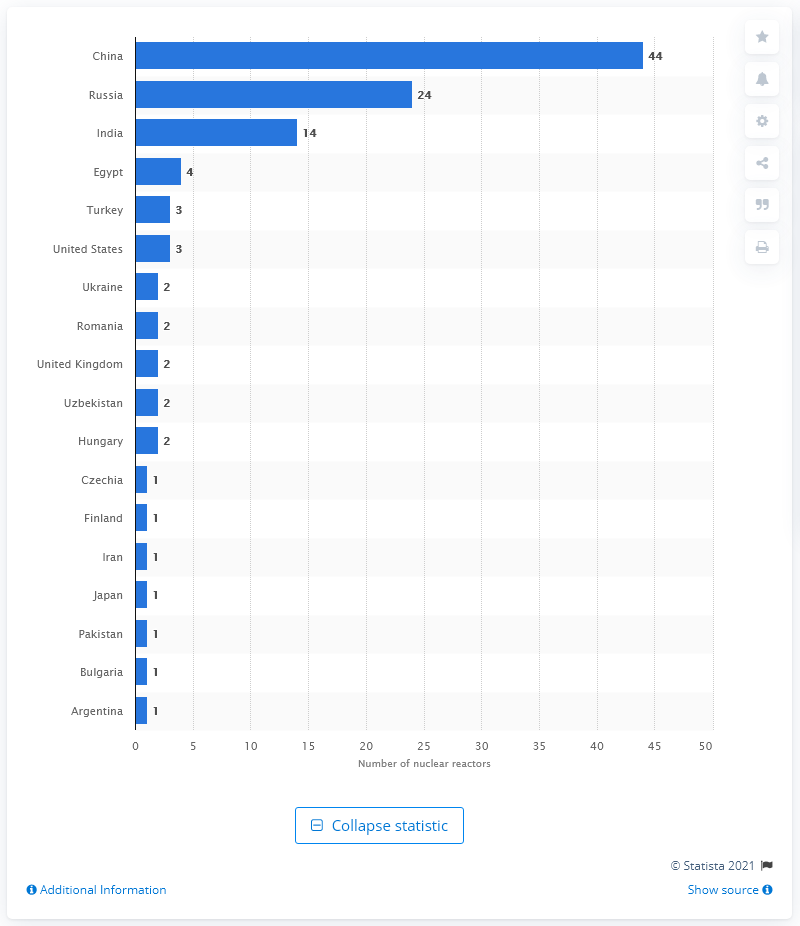 China 44
Russia 24
India 14
Egypt 4
Turkey 3
United States 3
Ukraine 2
Romania 2
United Kingdom 2
Uzbekistan 2
Hungary 2
Czechia 1
Finland 1
Iran 1
Japan 1
Pakistan 1
Bulgaria 1
Argentina 1
0 5 10 15 20 25 30 35 40 45 50
Number of nuclear reactors
Collapse statistic
© Statista 2021
Additional Information
Show source